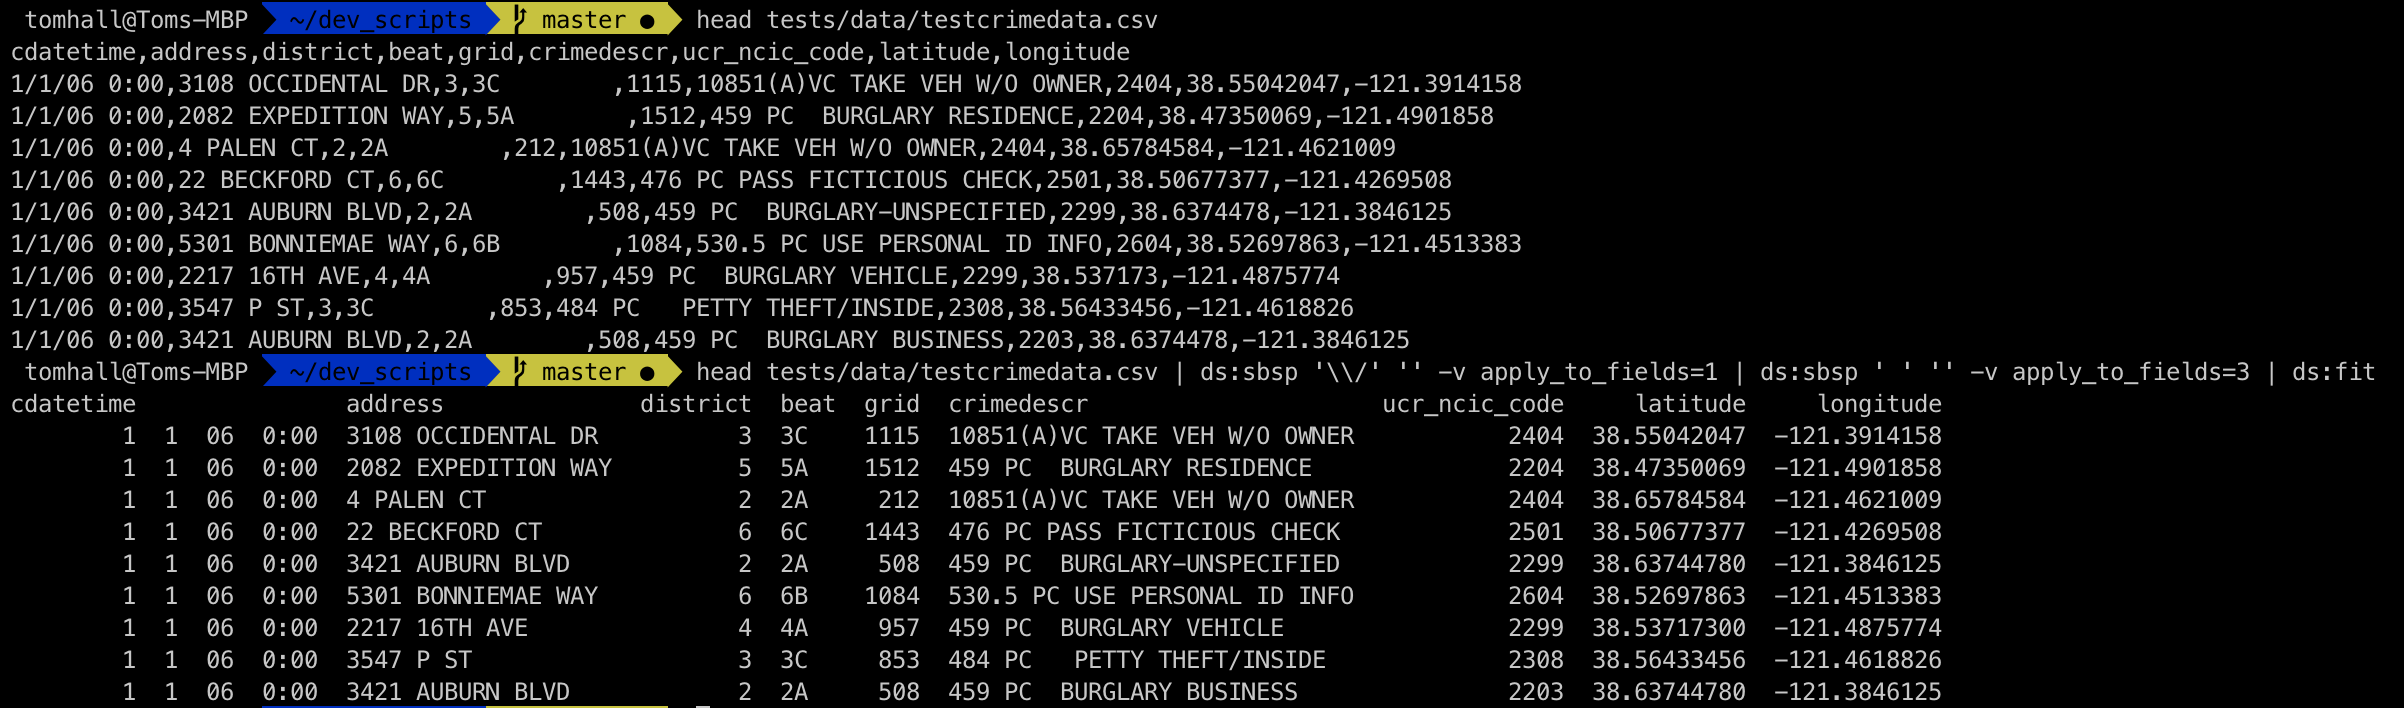 tomhall@Toms-MBP ~/dev_scripts master ● head tests/data/testcrimedata.csv
cdatetime,address,district,beat,grid,crimedescr,ucr_ncic_code,latitude,longitude
1/1/06 0:00,3108 OCCIDENTAL DR,3,3C        ,1115,10851(A)VC TAKE VEH W/O OWNER,2404,38.55042047,-121.3914158
1/1/06 0:00,2082 EXPEDITION WAY,5,5A        ,1512,459 PC  BURGLARY RESIDENCE,2204,38.47350069,-121.4901858
1/1/06 0:00,4 PALEN CT,2,2A        ,212,10851(A)VC TAKE VEH W/O OWNER,2404,38.65784584,-121.4621009
1/1/06 0:00,22 BECKFORD CT,6,6C        ,1443,476 PC PASS FICTICIOUS CHECK,2501,38.50677377,-121.4269508
1/1/06 0:00,3421 AUBURN BLVD,2,2A        ,508,459 PC  BURGLARY-UNSPECIFIED,2299,38.6374478,-121.3846125
1/1/06 0:00,5301 BONNIEMAE WAY,6,6B        ,1084,530.5 PC USE PERSONAL ID INFO,2604,38.52697863,-121.4513383
1/1/06 0:00,2217 16TH AVE,4,4A        ,957,459 PC  BURGLARY VEHICLE,2299,38.537173,-121.4875774
1/1/06 0:00,3547 P ST,3,3C        ,853,484 PC   PETTY THEFT/INSIDE,2308,38.56433456,-121.4618826
1/1/06 0:00,3421 AUBURN BLVD,2,2A        ,508,459 PC  BURGLARY BUSINESS,2203,38.6374478,-121.3846125
tomhall@Toms-MBP ~/dev_scripts master ● head tests/data/testcrimedata.csv | ds:sbsp '\\/' '' -v apply_to_fields=1 | ds:sbsp ' ' '' -v apply_to_fields=3 | ds:fit
cdatetime               address              district  beat  grid  crimedescr                     ucr_ncic_code     latitude     longitude
        1  1  06  0:00  3108 OCCIDENTAL DR          3  3C    1115  10851(A)VC TAKE VEH W/O OWNER           2404  38.55042047  -121.3914158
        1  1  06  0:00  2082 EXPEDITION WAY         5  5A    1512  459 PC  BURGLARY RESIDENCE              2204  38.47350069  -121.4901858
        1  1  06  0:00  4 PALEN CT                  2  2A     212  10851(A)VC TAKE VEH W/O OWNER           2404  38.65784584  -121.4621009
        1  1  06  0:00  22 BECKFORD CT              6  6C    1443  476 PC PASS FICTICIOUS CHECK            2501  38.50677377  -121.4269508
        1  1  06  0:00  3421 AUBURN BLVD            2  2A     508  459 PC  BURGLARY-UNSPECIFIED            2299  38.63744780  -121.3846125
        1  1  06  0:00  5301 BONNIEMAE WAY          6  6B    1084  530.5 PC USE PERSONAL ID INFO           2604  38.52697863  -121.4513383
        1  1  06  0:00  2217 16TH AVE               4  4A     957  459 PC  BURGLARY VEHICLE                2299  38.53717300  -121.4875774
        1  1  06  0:00  3547 P ST                   3  3C     853  484 PC   PETTY THEFT/INSIDE             2308  38.56433456  -121.4618826
        1  1  06  0:00  3421 AUBURN BLVD            2  2A     508  459 PC  BURGLARY BUSINESS               2203  38.63744780  -121.3846125